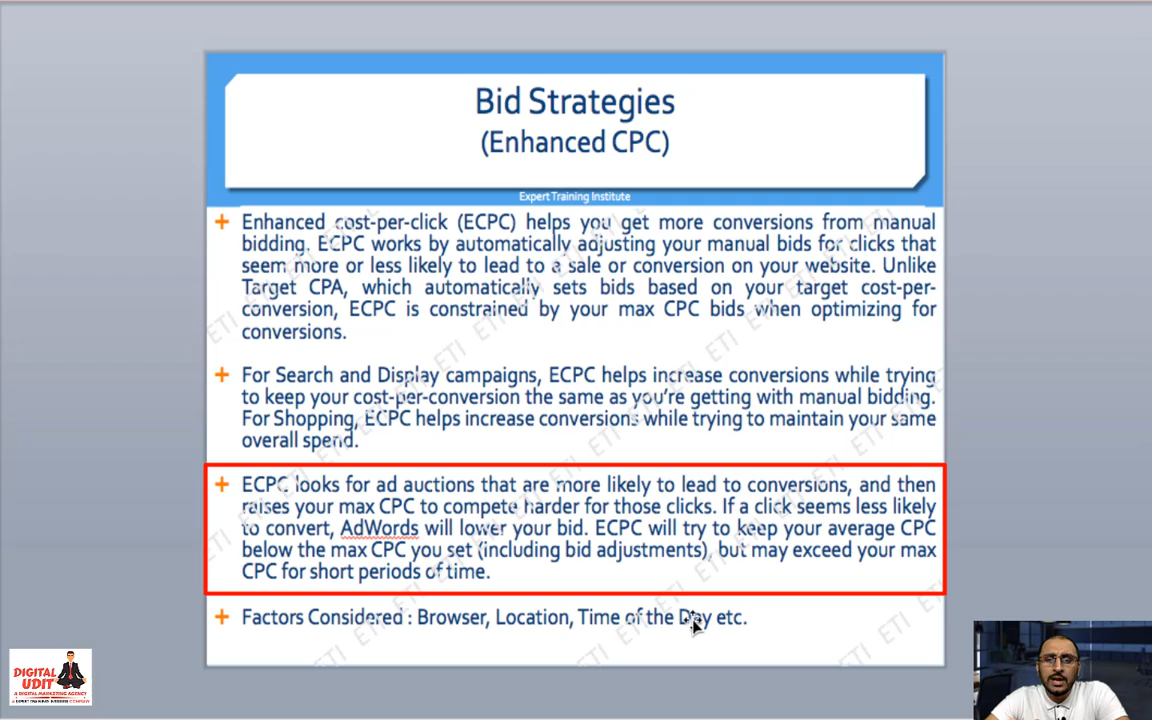 Bid Strategies
(Enhanced CPC)
Expert Training Institute
+ Enhanced cost-per-click (ECPC) helps you get more conversions from manual
bidding. ECPC works by automatically adjusting your manual bids for clicks that
seem more or less likely to lead to a sale or conversion on your website. Unlike
Target CPA, which automatically sets bids based on your target cost-per-
conversion, ECPC is constrained by your max CPC bids when optimizing for
conversions.
+ For Search and Display campaigns, ECPC helps increase conversions while trying
to keep your cost-per-conversion the same as you're getting with manual bidding.
For Shopping, ECPC helps increase conversions while trying to maintain your same
overall spend.
+ ECPC looks for ad auctions that are more likely to lead to conversions, and then
raises your max CPC to compete harder for those clicks. If a click seems less likely
to convert, AdWords will lower your bid. ECPC will try to keep your average CPC
below the max CPC you set (including bid adjustments), but may exceed your max
CPC for short periods of time.
+ Factors Considered : Browser, Location, Time of the Day etc.
DIGITAL
UDIT
A DIGITAL MARKETING AGENCY